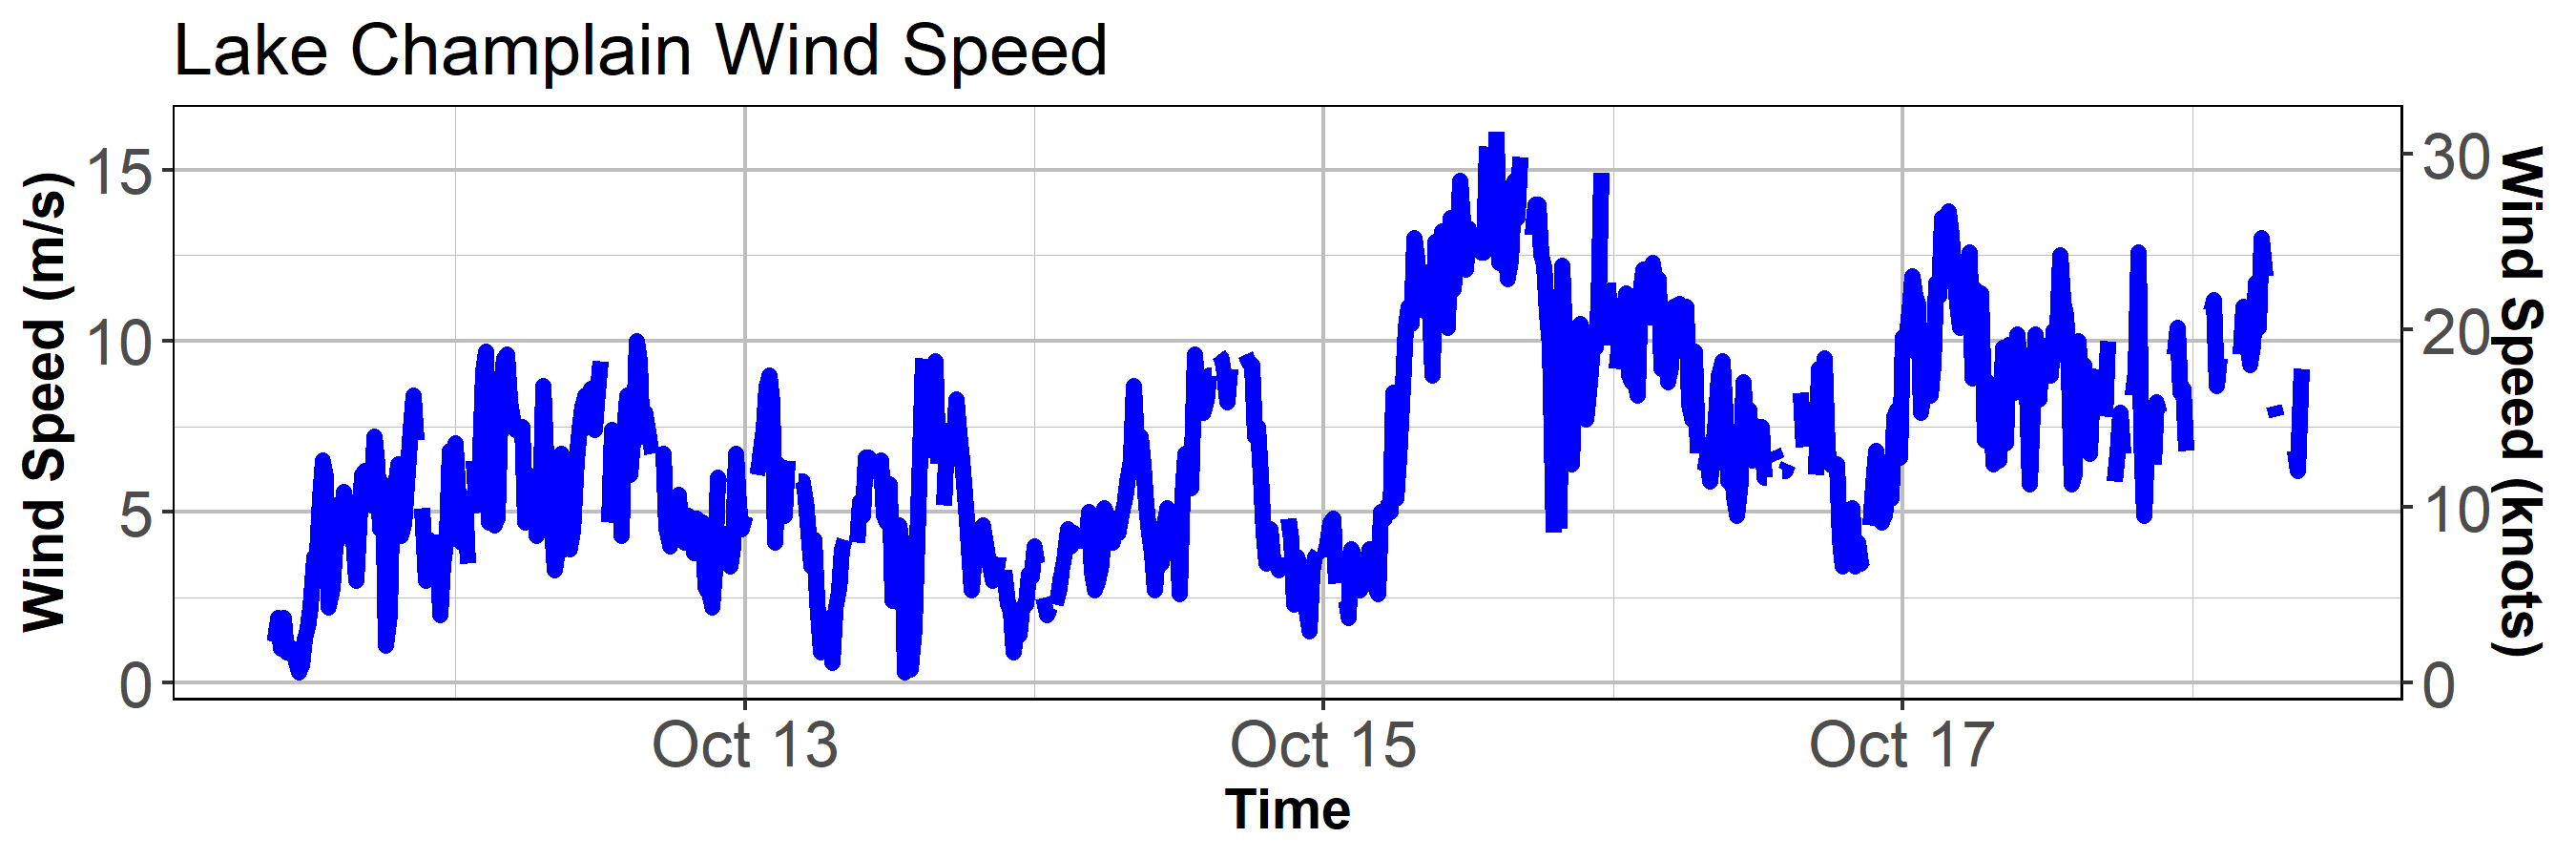 Lake Champlain Wind Speed
Wind Speed (m/s)
15
10
5
0
30
20
10
0
Wind Speed (knots)
Oct 13
Oct 15
Oct 17
Time